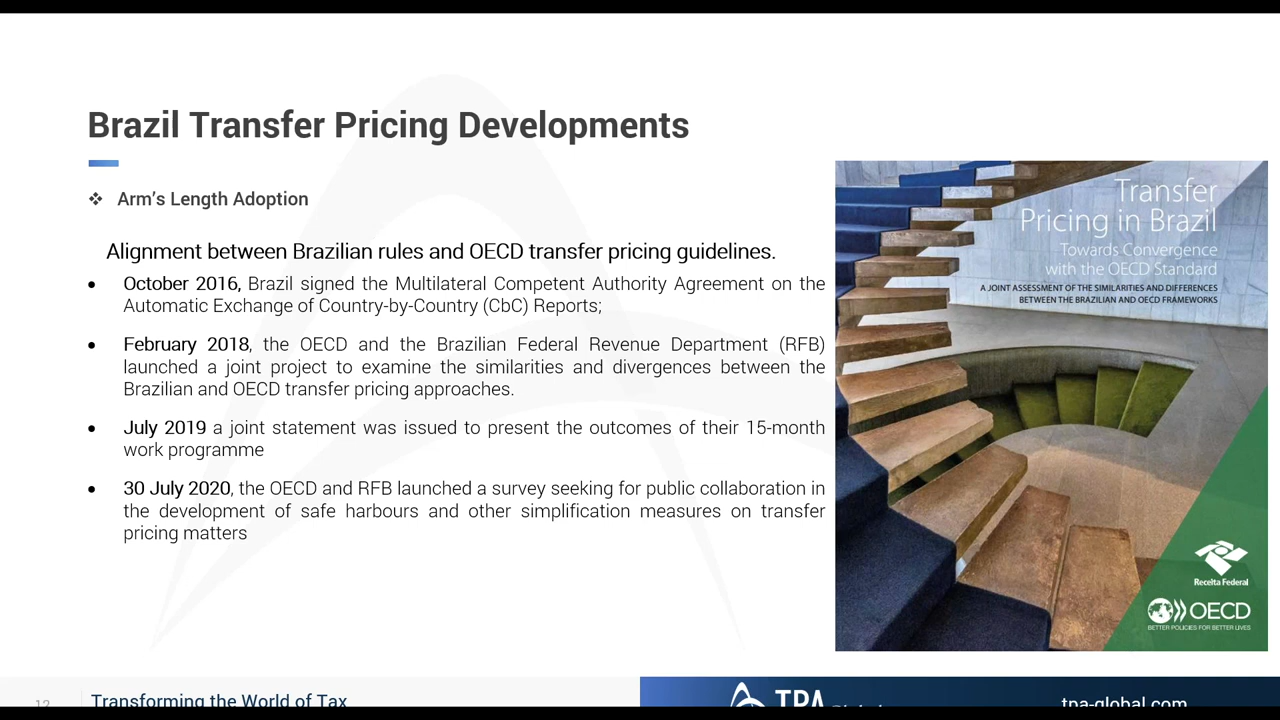 Brazil Transfer Pricing Developments
❖ Arm's Length Adoption
Alignment between Brazilian rules and OECD transfer pricing guidelines.
• October 2016, Brazil signed the Multilateral Competent Authority Agreement on the
Automatic Exchange of Country-by-Country (CbC) Reports;
• February 2018, the OECD and the Brazilian Federal Revenue Department (RFB)
launched a joint project to examine the similarities and divergences between the
Brazilian and OECD transfer pricing approaches.
• July 2019 a joint statement was issued to present the outcomes of their 15-month
work programme
• 30 July 2020, the OECD and RFB launched a survey seeking for public collaboration in
the development of safe harbours and other simplification measures on transfer
pricing matters
Transfer
Pricing in Brazil
Towards Convergence
with the OECD Standard
A JOINT ASSESSMENT OF THE SIMILARITIES AND DIFFERENCES
BETWEEN THE BRAZILIAN AND OECD FRAMEWORKS
Receita Federal
OECD
BETTER POLICIES FOR BETTER LIVES
12
Transforming the World of Tax
TPA
Global
tpa-global.com